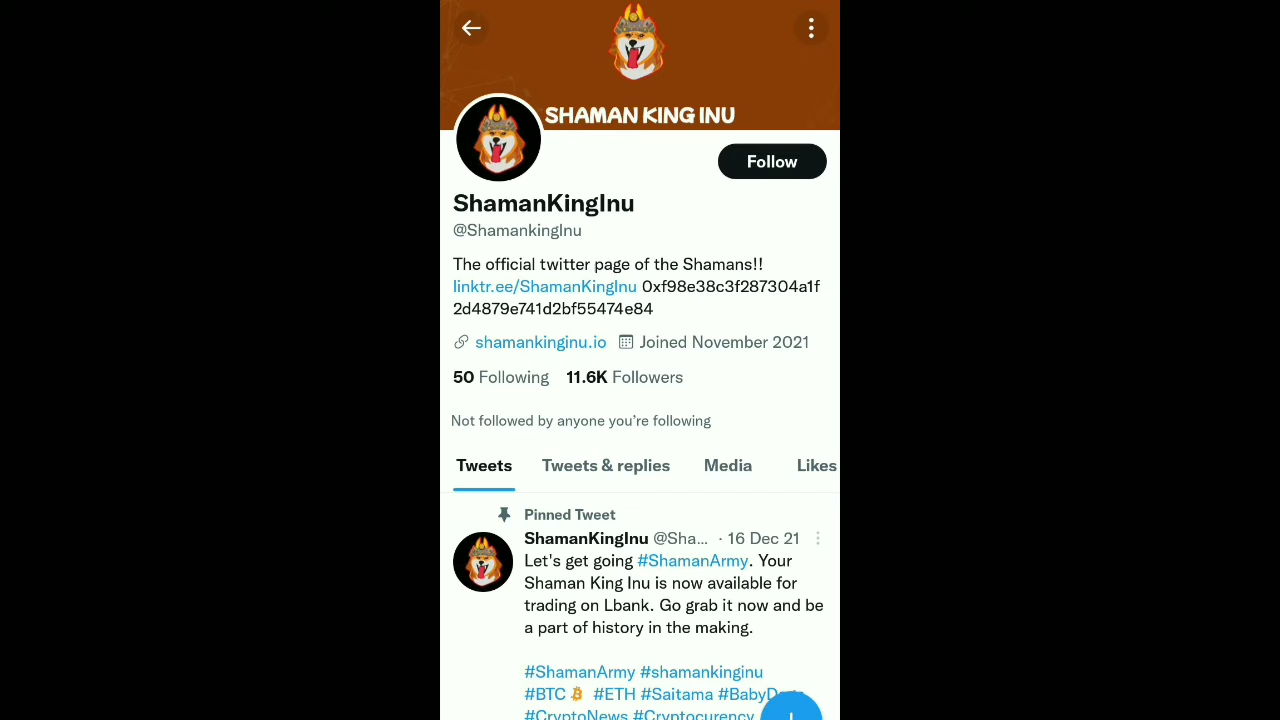 SHAMAN KING INU
Follow
ShamanKingInu
@ShamankingInu
The official twitter page of the Shamans!!
linktr.ee/ShamanKingInu 0xf98e38c3f287304a1f
2d4879e741d2bf55474e84
shamankinginu.io Joined November 2021
50 Following 11.6K Followers
Not followed by anyone you’re following
Tweets Tweets & replies Media Likes
Pinned Tweet
ShamanKingInu @Sha... · 16 Dec 21
Let's get going #ShamanArmy. Your
Shaman King Inu is now available for
trading on Lbank. Go grab it now and be
a part of history in the making.
#ShamanArmy #shamankinginu
#BTC #ETH #Saitama
#CryptoNews #Cryptocurency